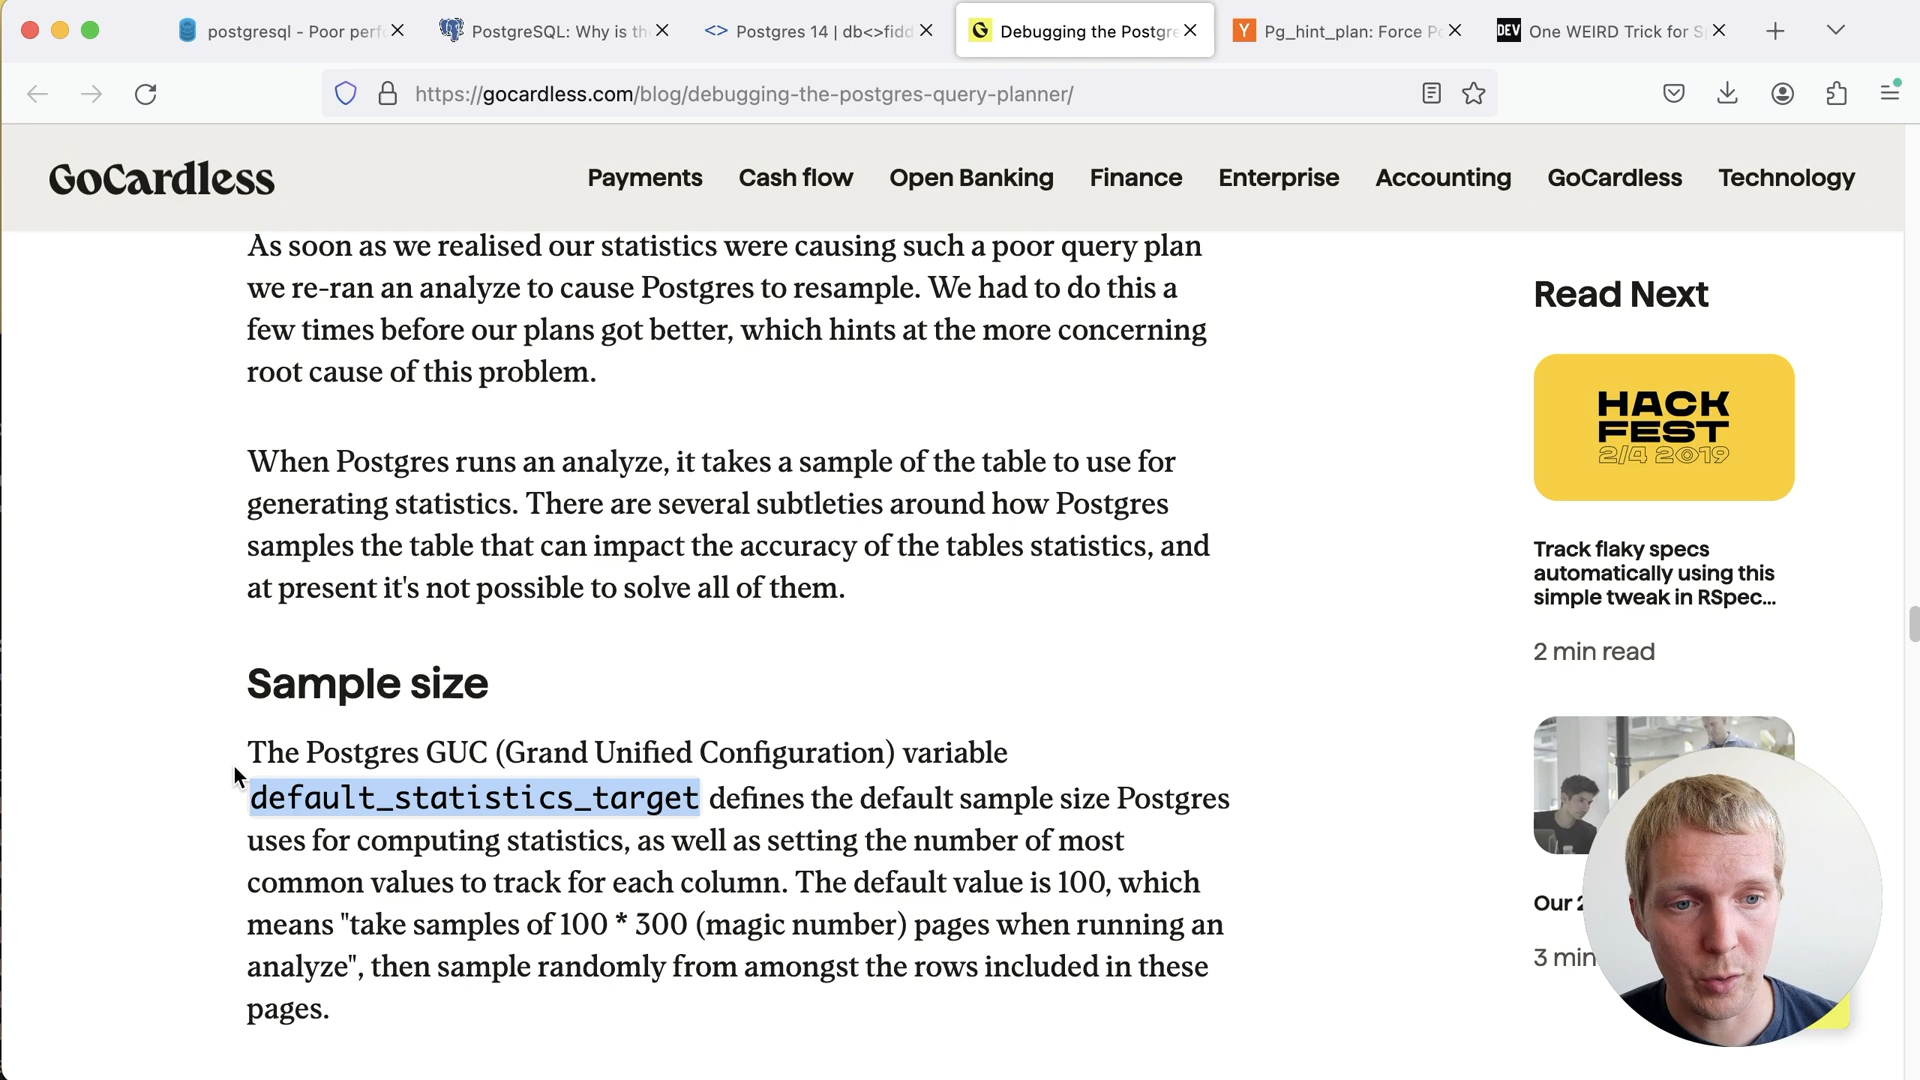 postgresql - Poor perf
PostgreSQL: Why is th
<> Postgres 14 | db<>fidd
G Debugging the Postgre
Y Pg_hint_plan: Force Po
DEV One WEIRD Trick for S
https://gocardless.com/blog/debugging-the-postgres-query-planner/
GoCardless
Payments
Cash flow
Open Banking
Finance
Enterprise
Accounting
GoCardless
Technology
As soon as we realised our statistics were causing such a poor query plan
we re-ran an analyze to cause Postgres to resample. We had to do this a
few times before our plans got better, which hints at the more concerning
root cause of this problem.
When Postgres runs an analyze, it takes a sample of the table to use for
generating statistics. There are several subtleties around how Postgres
samples the table that can impact the accuracy of the tables statistics, and
at present it's not possible to solve all of them.
Sample size
The Postgres GUC (Grand Unified Configuration) variable
default_statistics_target defines the default sample size Postgres
uses for computing statistics, as well as setting the number of most
common values to track for each column. The default value is 100, which
means "take samples of 100 * 300 (magic number) pages when running an
analyze", then sample randomly from amongst the rows included in these
pages.
Read Next
HACK
FEST
2/4 2019
Track flaky specs
automatically using this
simple tweak in RSpec...
2 min read
Our 2
3 min